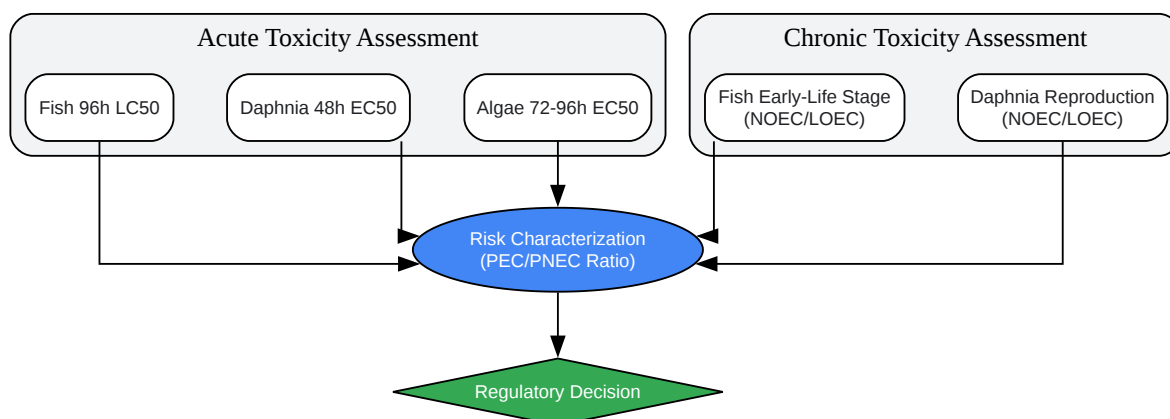 Acute Toxicity Assessment
Chronic Toxicity Assessment
Fish 96h LC50
Daphnia 48h EC50
Algae 72-96h EC50
Fish Early-Life Stage
(NOEC/LOEC)
Daphnia Reproduction
(NOEC/LOEC)
Risk Characterization
(PEC/PNEC Ratio)
Regulatory Decision